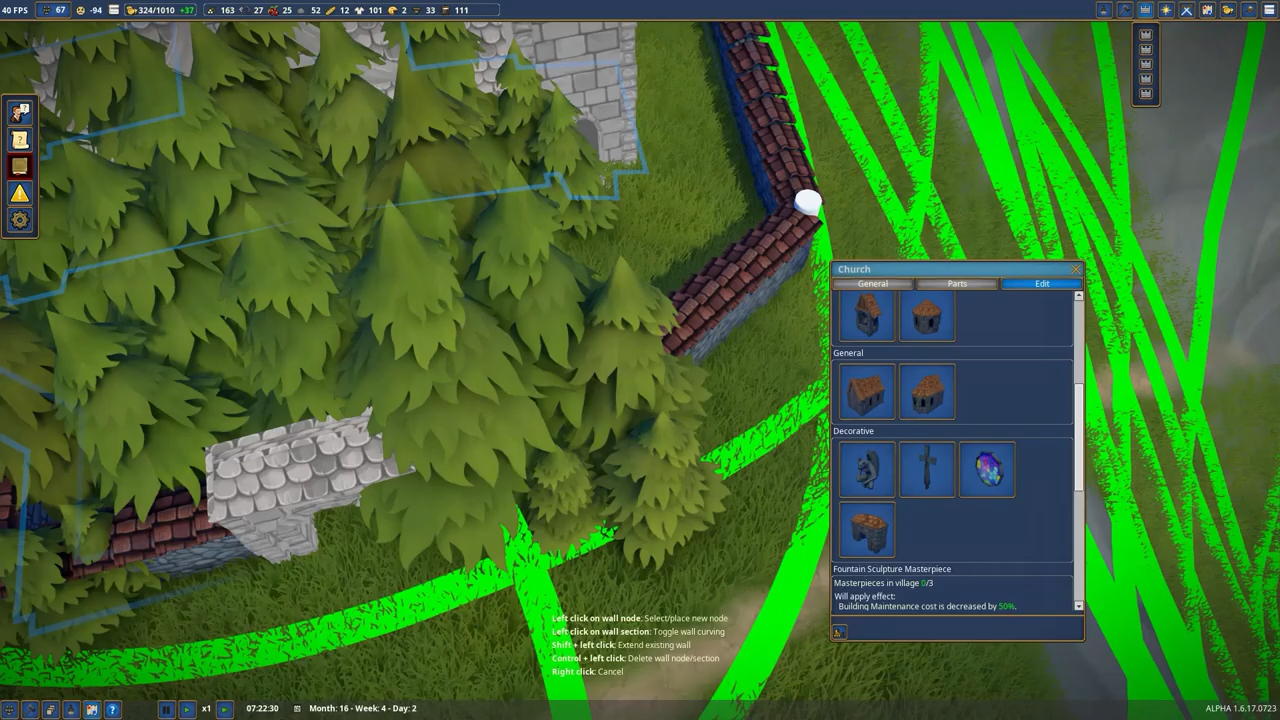 40 FPS 67 -94 324/1010 +37 163 27 25 52 12 101 2 33 111
Church
General Parts Edit
General
Decorative
Fountain Sculpture Masterpiece
Masterpieces in village 0/3
Will apply effect:
Building Maintenance cost is decreased by 50%.
Left click on wall node: Select/place new node
Left click on wall section: Toggle wall curving
Shift + left click: Extend existing wall
Control + left click: Delete wall node/section
Right click: Cancel
x1 07:22:30 Month: 16 - Week: 4 - Day: 2
ALPHA 1.6.17.0723